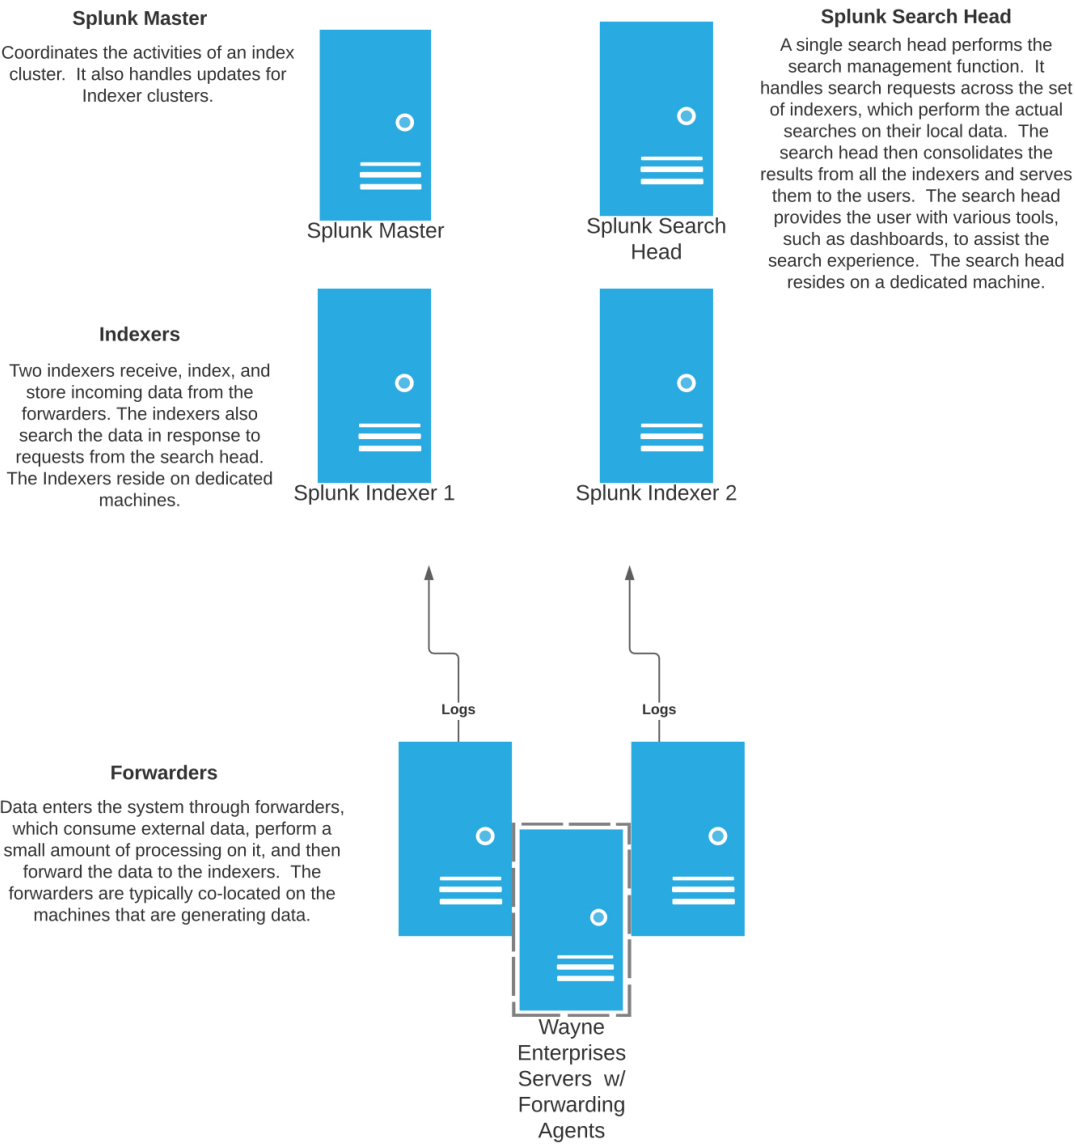 Splunk Master
Coordinates the activities of an index
cluster.  It also handles updates for
Indexer clusters.
Splunk Master
Splunk Search Head
A single search head performs the
search management function.  It
handles search requests across the set
of indexers, which perform the actual
searches on their local data.  The
search head then consolidates the
results from all the indexers and serves
them to the users.  The search head
provides the user with various tools,
such as dashboards, to assist the
search experience.  The search head
resides on a dedicated machine.
Splunk Search
Head
Indexers
Two indexers receive, index, and
store incoming data from the
forwarders. The indexers also
search the data in response to
requests from the search head.
The Indexers reside on dedicated
machines.
Splunk Indexer 1
Splunk Indexer 2
Logs
Logs
Forwarders
Data enters the system through forwarders,
which consume external data, perform a
small amount of processing on it, and then
forward the data to the indexers.  The
forwarders are typically co-located on the
machines that are generating data.
Wayne
Enterprises
Servers  w/
Forwarding
Agents